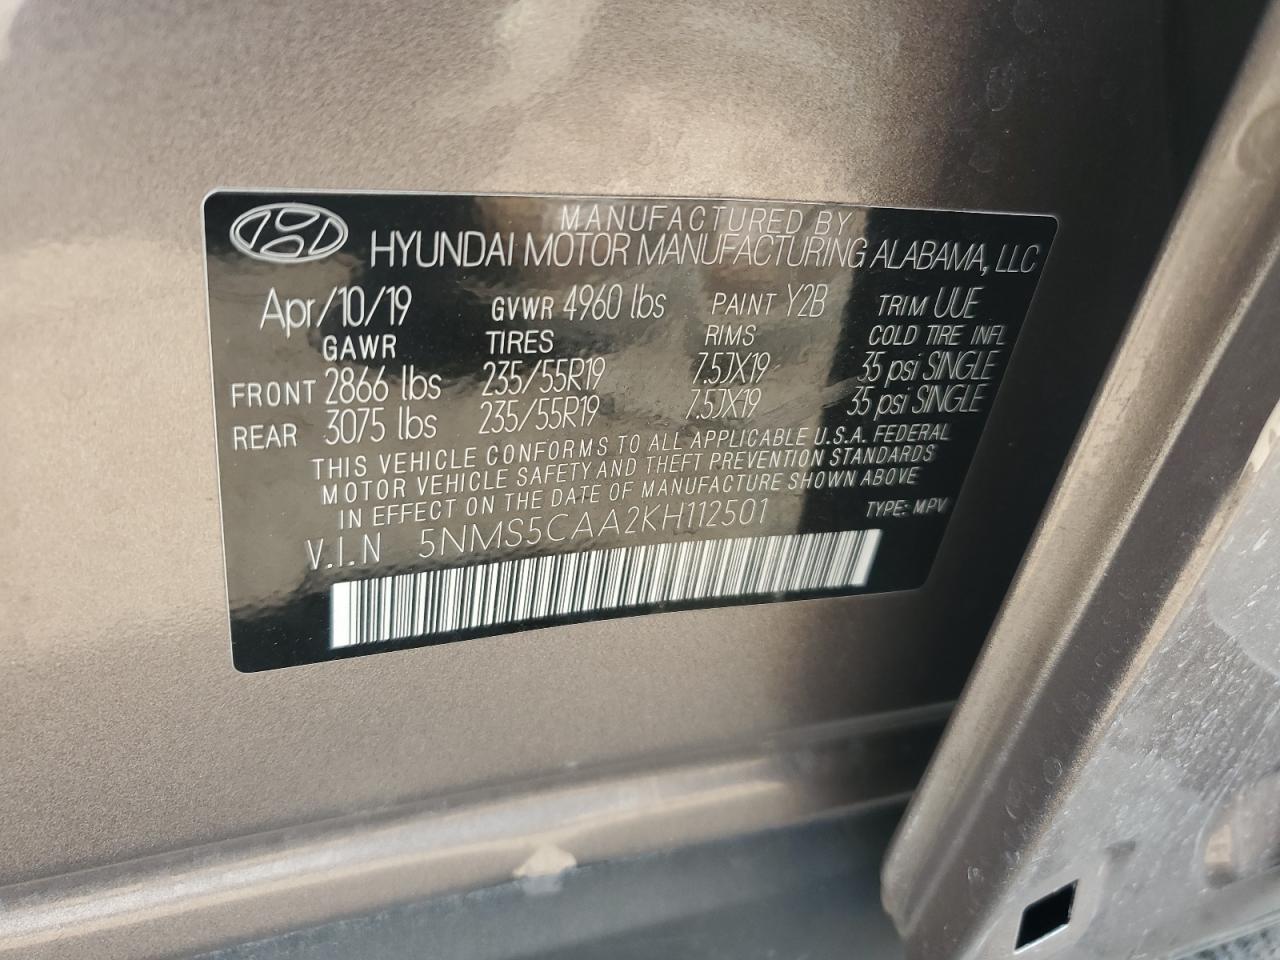 MANUFACTURED BY
HYUNDAI MOTOR MANUFACTURING ALABAMA, LLC
Apr/10/19 GVWR 4960 lbs PAINT Y2B TRIM UUE
GAWR TIRES RIMS COLD TIRE INFL
FRONT 2866 lbs 235/55R19 7.5JX19 35 psi SINGLE
REAR 3075 lbs 235/55R19 7.5JX19 35 psi SINGLE
THIS VEHICLE CONFORMS TO ALL APPLICABLE U.S.A. FEDERAL
MOTOR VEHICLE SAFETY AND THEFT PREVENTION STANDARDS
IN EFFECT ON THE DATE OF MANUFACTURE SHOWN ABOVE
V.I.N 5NMS5CAA2KH112501 TYPE: MPV